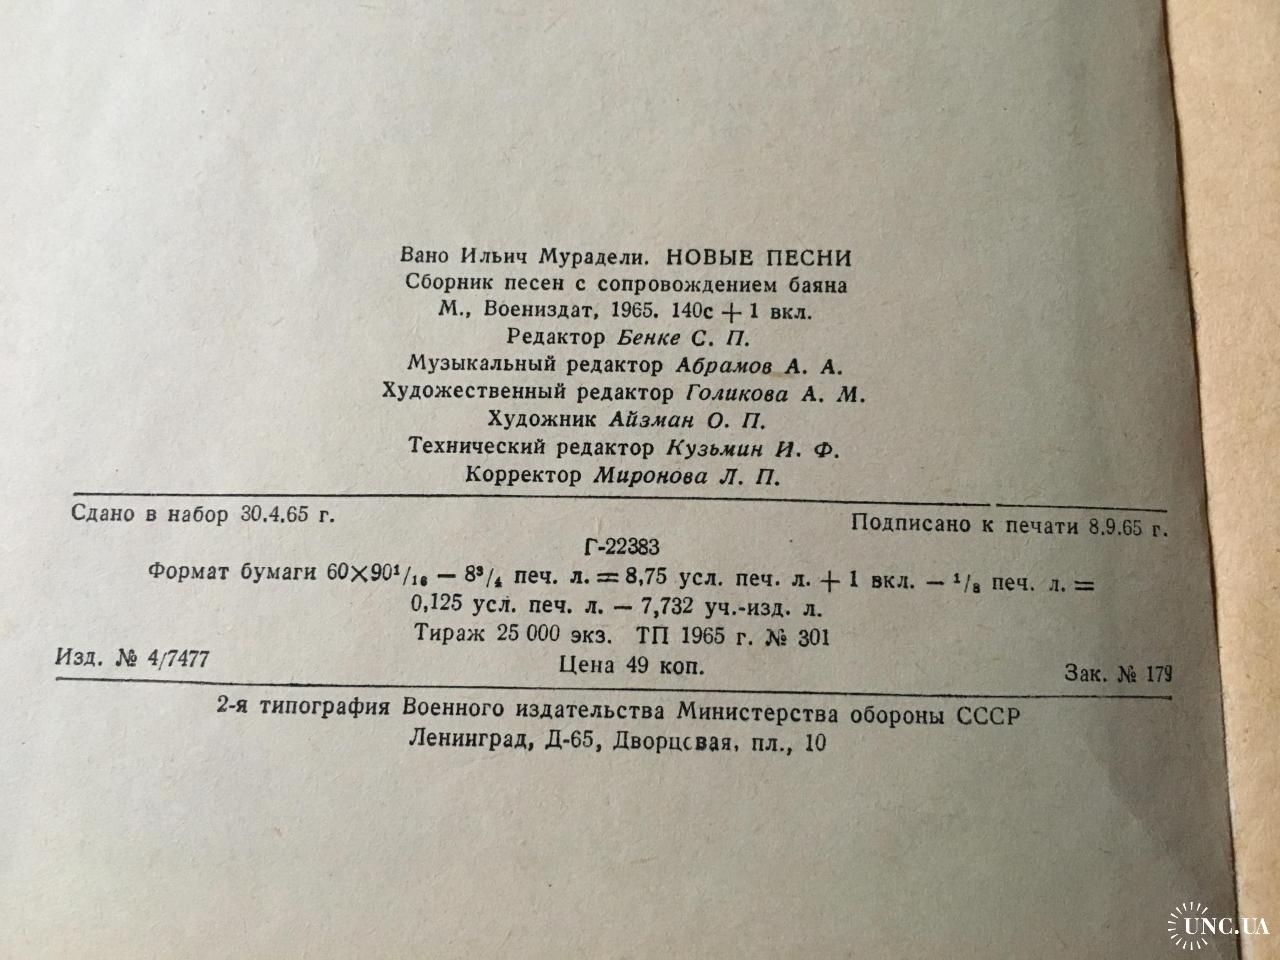 Вано Ильич Мурадели. НОВЫЕ ПЕСНИ
Сборник песен с сопровождением баяна
М., Воениздат, 1965. 140с + 1 вкл.
Редактор Бенке С. П.
Музыкальный редактор Абрамов А. А.
Художественный редактор Голикова А. М.
Художник Айзман О. П.
Технический редактор Кузьмин И. Ф.
Корректор Миронова Л. П.
Сдано в набор 30.4.65 г. Подписано к печати 8.9.65 г.
Г-22383
Формат бумаги 60×90¹/₁₆ — 8³/₄ печ. л. = 8,75 усл. печ. л. + 1 вкл. — ¹/₈ печ. л. =
0,125 усл. печ. л. — 7,732 уч.-изд. л.
Тираж 25 000 экз. ТП 1965 г. № 301
Изд. № 4/7477 Цена 49 коп. Зак. № 179
2-я типография Военного издательства Министерства обороны СССР
Ленинград, Д-65, Дворцсвая, пл., 10
UNC.UA